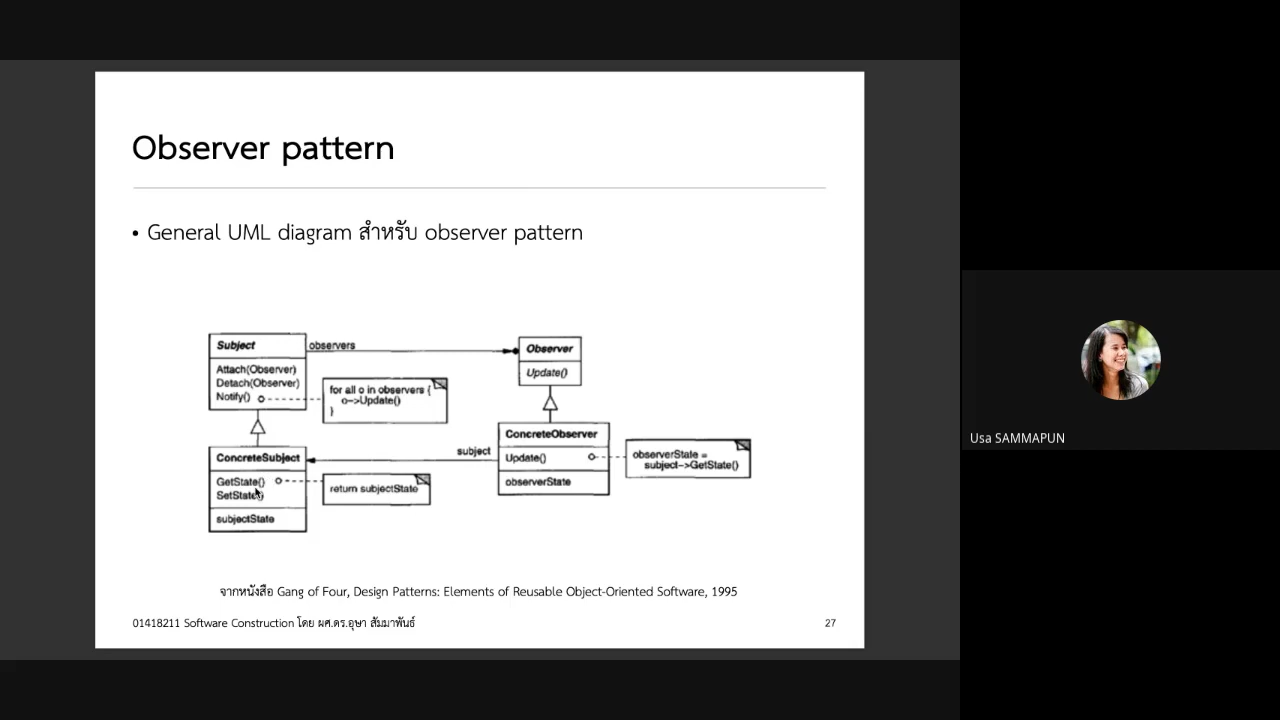 Observer pattern
• General UML diagram สำหรับ observer pattern
Subject
Attach(Observer)
Detach(Observer)
Notify()
observers
for all o in observers {
o->Update()
}
Observer
Update()
ConcreteSubject
GetState()
SetState()
subjectState
return subjectState
subject
ConcreteObserver
Update()
observerState
observerState =
subject->GetState()
จากหนังสือ Gang of Four, Design Patterns: Elements of Reusable Object-Oriented Software, 1995
01418211 Software Construction โดย ผศ.ดร.อุษา สัมมาพันธ์
27
Usa SAMMAPUN